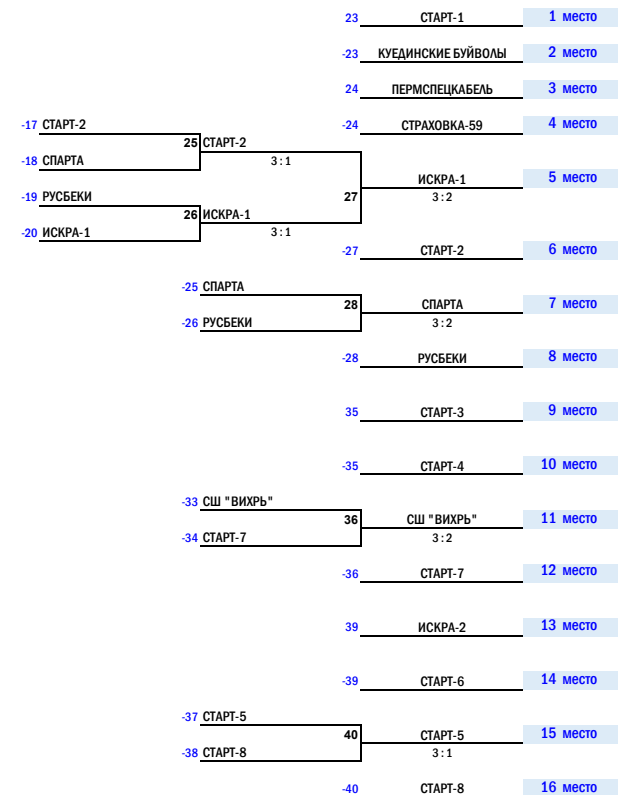 23 СТАРТ-1 1 место
-23 КУЕДИНСКИЕ БУЙВОЛЫ 2 место
24 ПЕРМСПЕЦКАБЕЛЬ 3 место
-17 СТАРТ-2 -24 СТРАХОВКА-59 4 место
25 СТАРТ-2
-18 СПАРТА 3:1
ИСКРА-1 5 место
-19 РУСБЕКИ 27 3:2
26 ИСКРА-1
-20 ИСКРА-1 3:1
-27 СТАРТ-2 6 место
-25 СПАРТА
28 СПАРТА 7 место
-26 РУСБЕКИ 3:2
-28 РУСБЕКИ 8 место
35 СТАРТ-3 9 место
-35 СТАРТ-4 10 место
-33 СШ "ВИХРЬ"
36 СШ "ВИХРЬ" 11 место
-34 СТАРТ-7 3:2
-36 СТАРТ-7 12 место
39 ИСКРА-2 13 место
-39 СТАРТ-6 14 место
-37 СТАРТ-5
40 СТАРТ-5 15 место
-38 СТАРТ-8 3:1
-40 СТАРТ-8 16 место